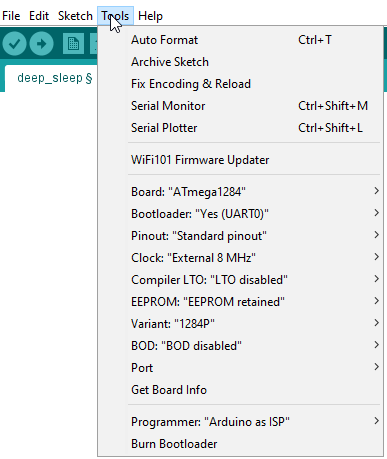 File Edit Sketch Tools Help
deep_sleep §
Auto Format Ctrl+T
Archive Sketch
Fix Encoding & Reload
Serial Monitor Ctrl+Shift+M
Serial Plotter Ctrl+Shift+L
WiFi101 Firmware Updater
Board: "ATmega1284"
Bootloader: "Yes (UART0)"
Pinout: "Standard pinout"
Clock: "External 8 MHz"
Compiler LTO: "LTO disabled"
EEPROM: "EEPROM retained"
Variant: "1284P"
BOD: "BOD disabled"
Port
Get Board Info
Programmer: "Arduino as ISP"
Burn Bootloader